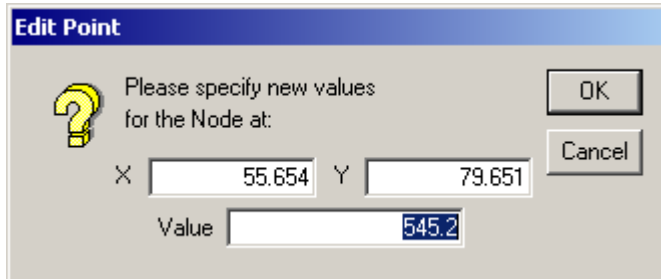 Edit Point
Please specify new values
for the Node at:
OK
Cancel
X 55.654 Y 79.651
Value 545.2